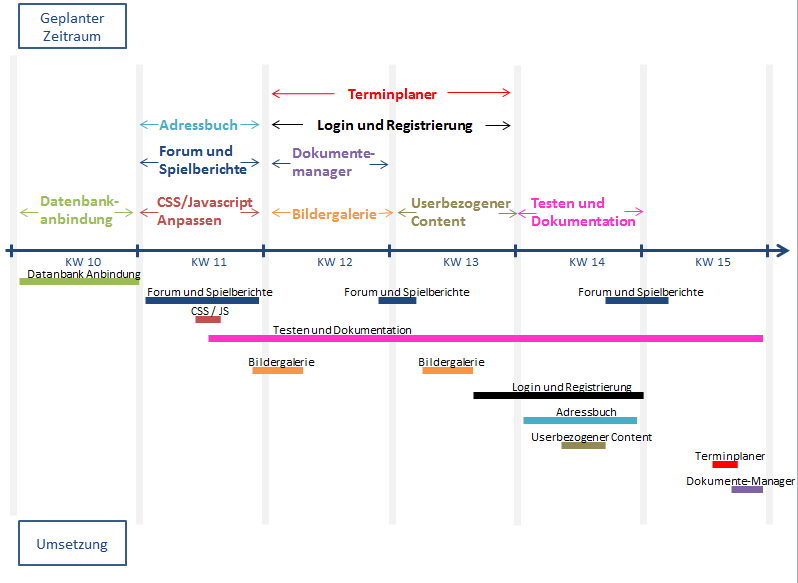 Geplanter
Zeitraum
Terminplaner
Adressbuch
Login und Registrierung
Forum und
Spielberichte
Dokumente-
manager
Datenbank-
anbindung
CSS/Javascript
Anpassen
Bildergalerie
Userbezogener
Content
Testen und
Dokumentation
KW 10
KW 11
KW 12
KW 13
KW 14
KW 15
Datanbank Anbindung
Forum und Spielberichte
Forum und Spielberichte
Forum und Spielberichte
CSS / JS
Testen und Dokumentation
Bildergalerie
Bildergalerie
Login und Registrierung
Adressbuch
Userbezogener Content
Terminplaner
Dokumente-Manager
Umsetzung